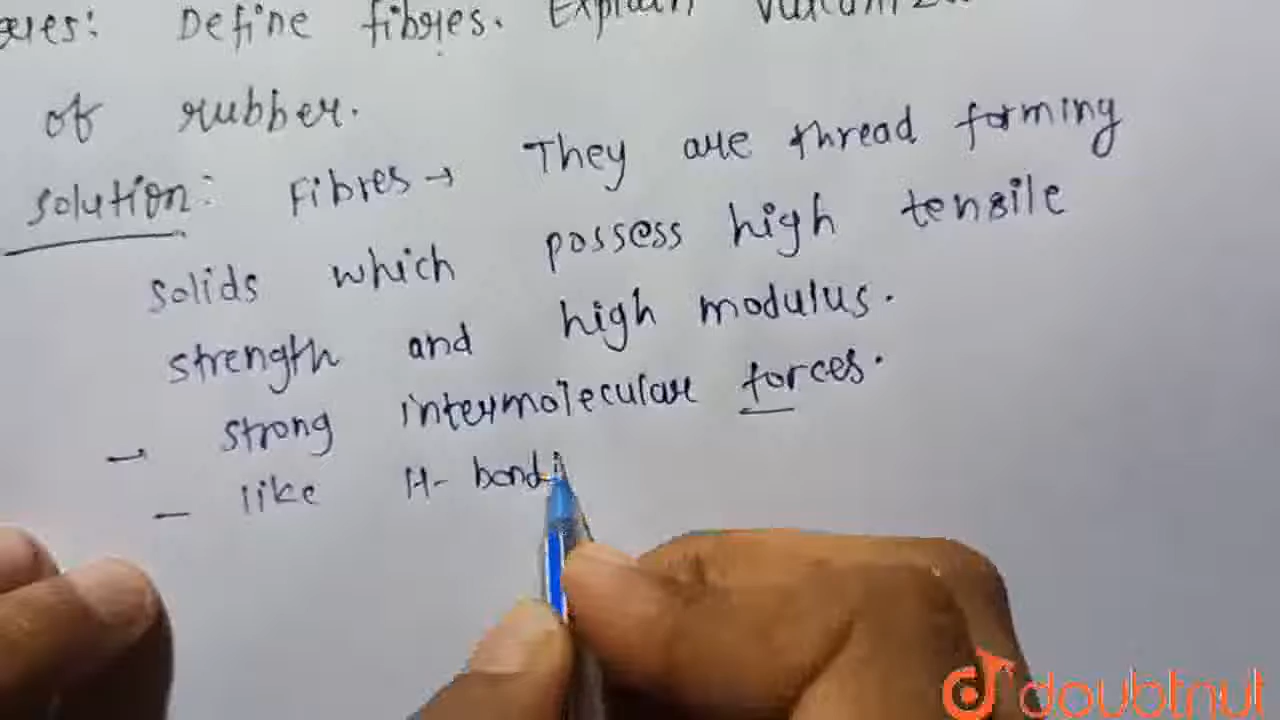 Define fibres. Explain
of rubber.
Solution: Fibres → They are thread forming
solids which possess high tensile
strength and high modulus.
- strong intermolecular forces.
- like H- bond
doubtnut